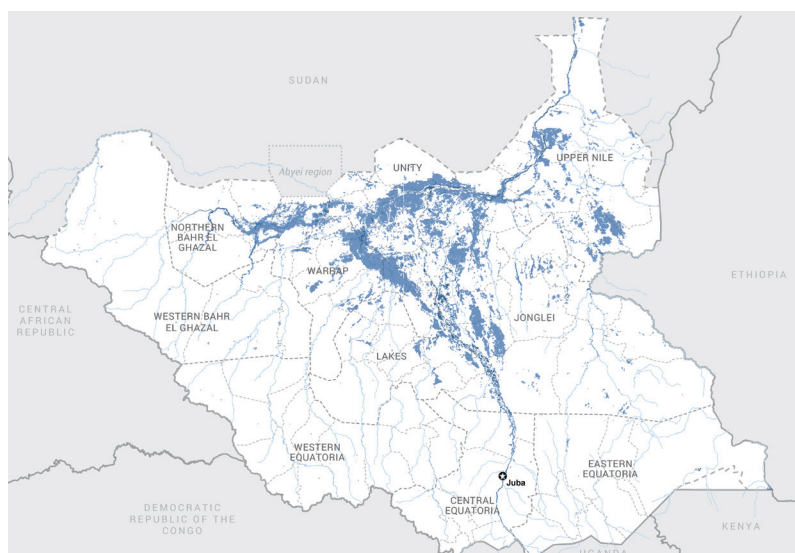 SUDAN
Abyei region
UNITY
UPPER NILE
NORTHERN
BAHR EL
GHAZAL
WARRAP
ETHIOPIA
CENTRAL
AFRICAN
REPUBLIC
WESTERN BAHR
EL GHAZAL
JONGLEI
LAKES
WESTERN
EQUATORIA
EASTERN
EQUATORIA
Juba
CENTRAL
EQUATORIA
DEMOCRATIC
REPUBLIC OF THE
CONGO
KENYA
UGANDA